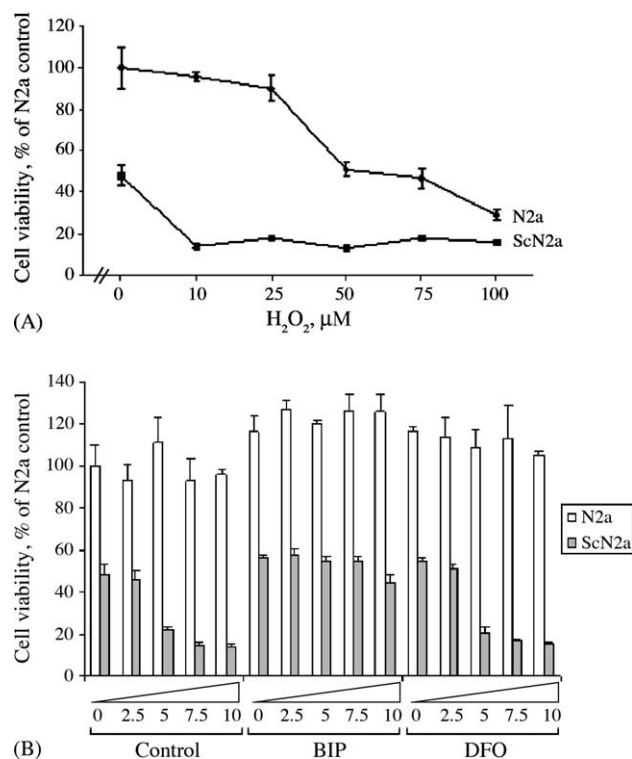 Cell viability, % of N2a control
120
100
80
60
40
20
0
N2a
ScN2a
0 10 25 50 75 100
H₂O₂, μM
(A)
Cell viability, % of N2a control
140
120
100
80
60
40
20
0
N2a
ScN2a
0 2.5 5 7.5 10 0 2.5 5 7.5 10 0 2.5 5 7.5 10
Control BIP DFO
(B)